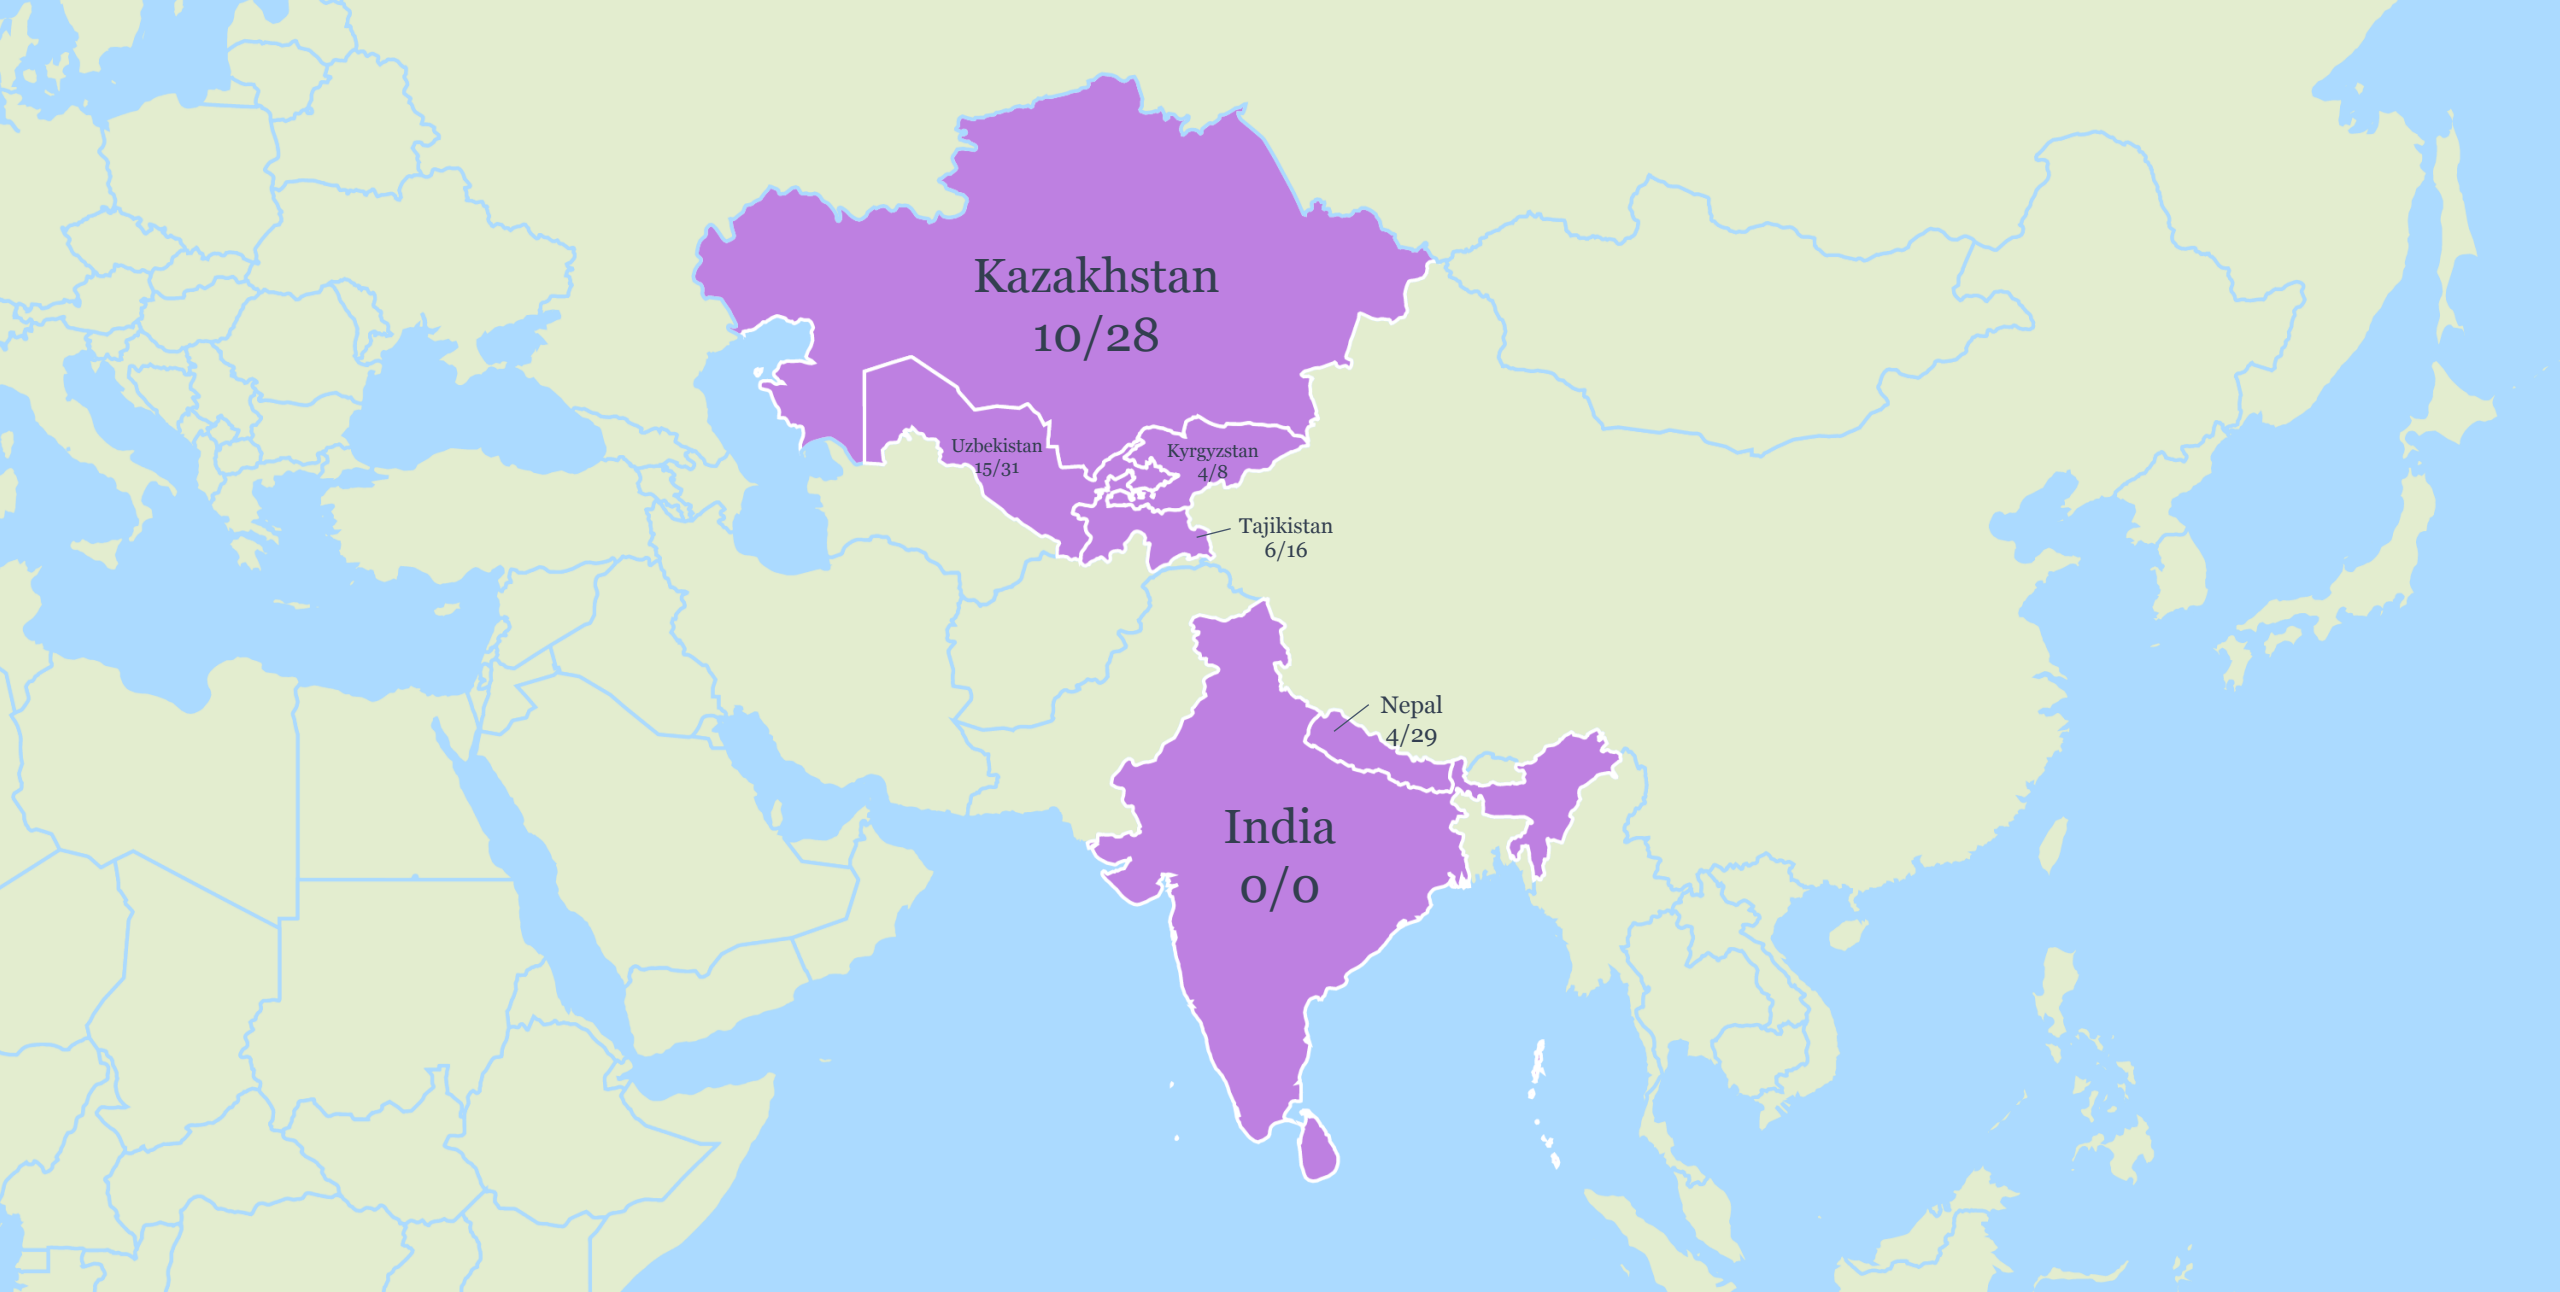 Kazakhstan
10/28
Uzbekistan
15/31
Kyrgyzstan
4/8
Tajikistan
6/16
Nepal
4/29
India
0/0